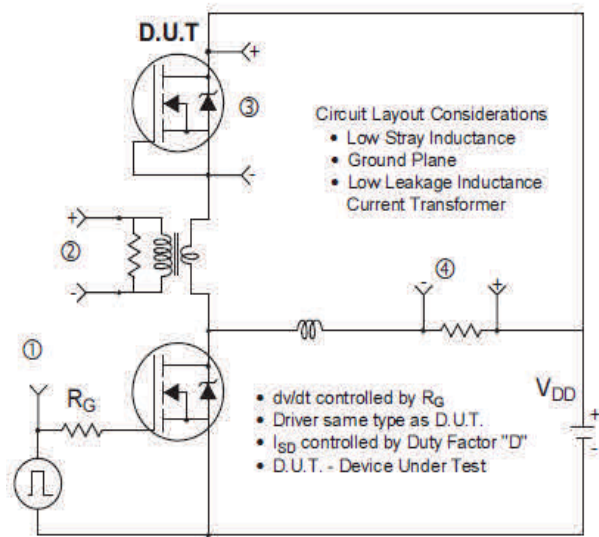 D.U.T
+
③
-
Circuit Layout Considerations
• Low Stray Inductance
• Ground Plane
• Low Leakage Inductance
Current Transformer
+
②
-
④
- +
①
RG
VDD
+
-
• dv/dt controlled by RG
• Driver same type as D.U.T.
• ISD controlled by Duty Factor "D"
• D.U.T. - Device Under Test